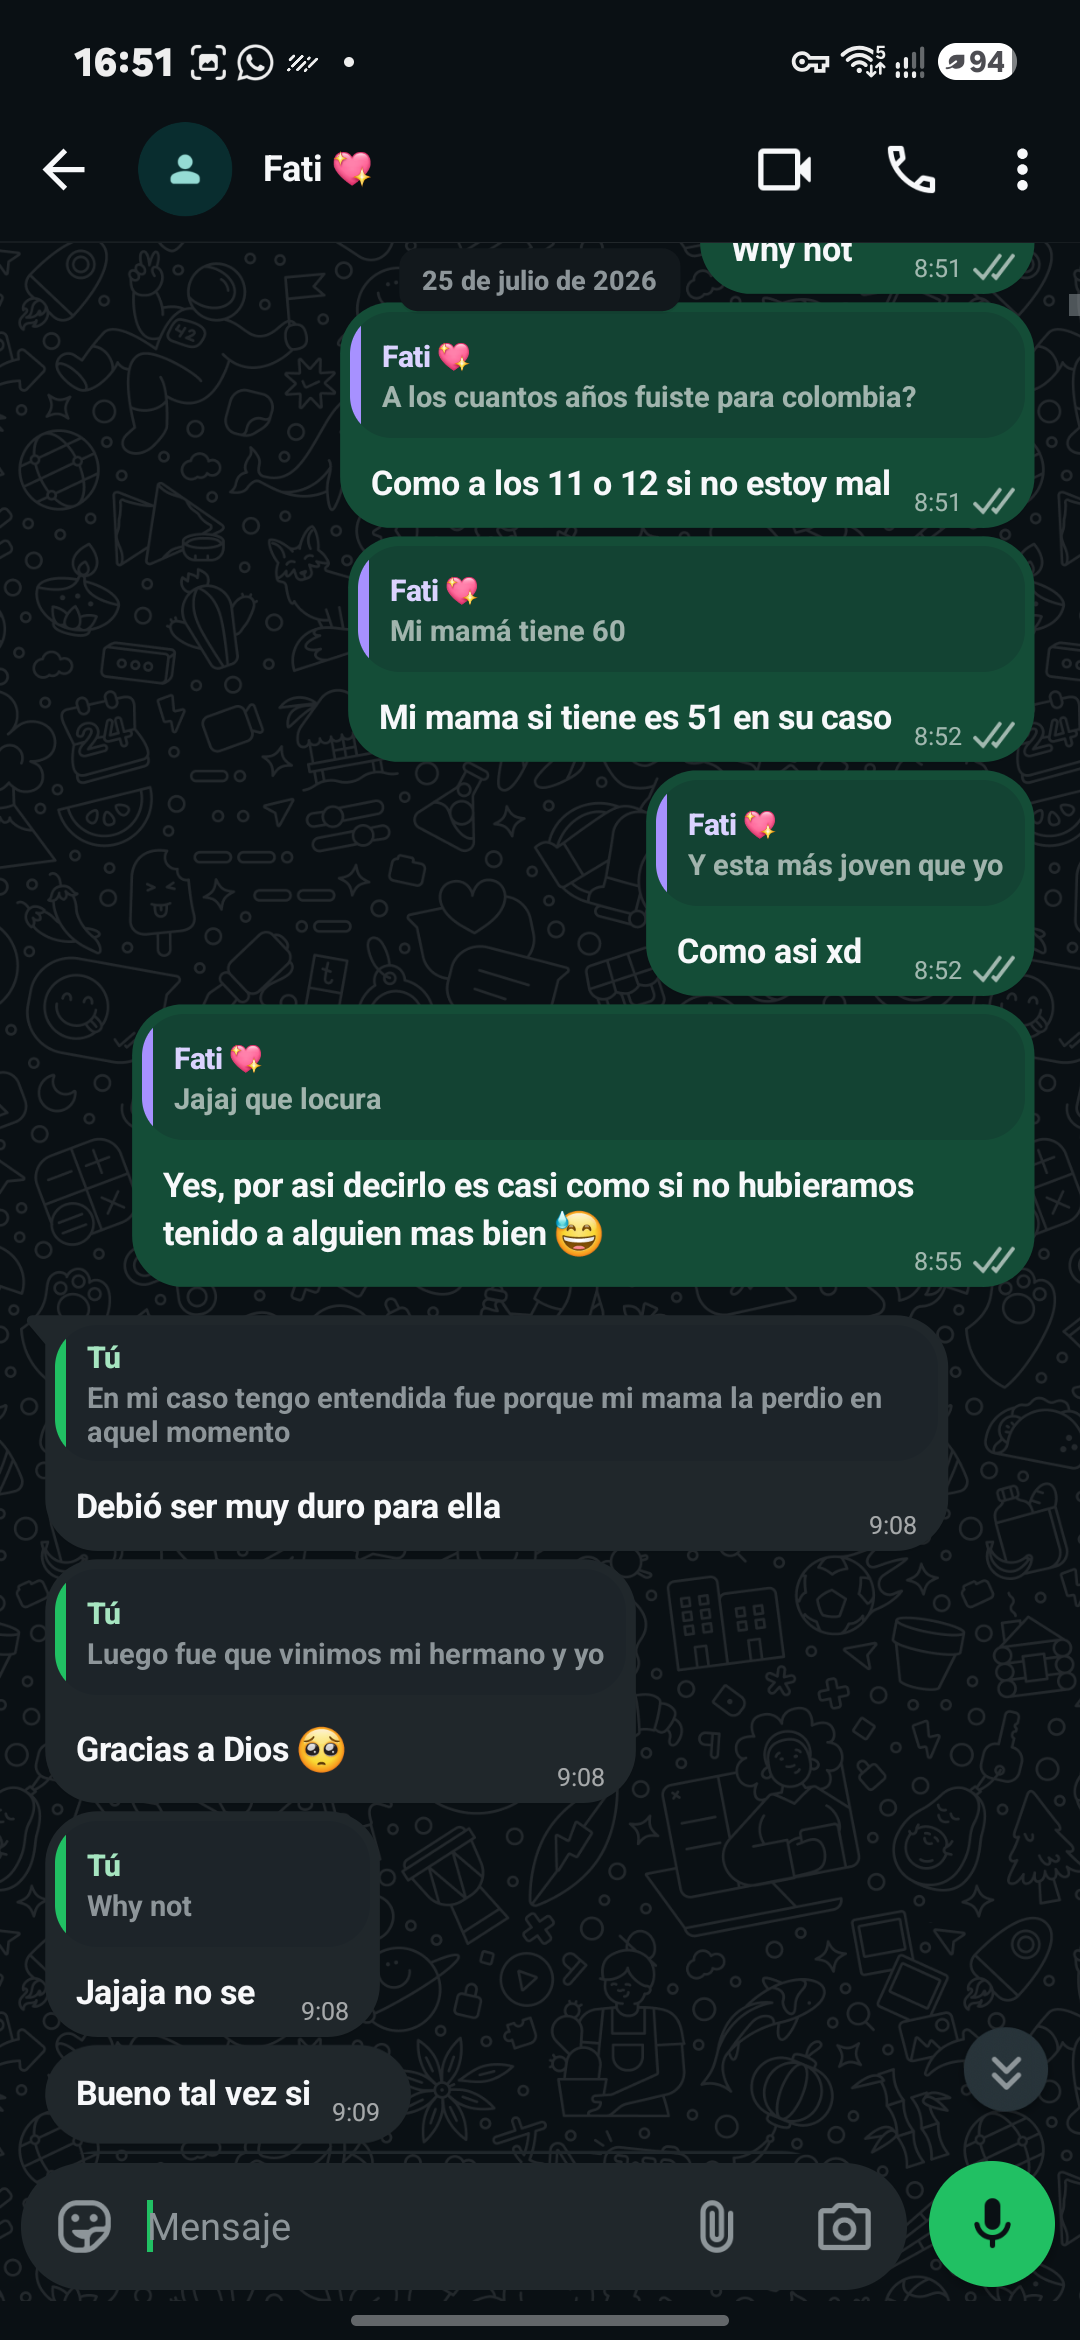 16:51
5
94
Fati 💖
Why not
8:51
25 de julio de 2026
Fati 💖
A los cuantos años fuiste para colombia?
Como a los 11 o 12 si no estoy mal
8:51
Fati 💖
Mi mamá tiene 60
Mi mama si tiene es 51 en su caso
8:52
Fati 💖
Y esta más joven que yo
Como asi xd
8:52
Fati 💖
Jajaj que locura
Yes, por asi decirlo es casi como si no hubieramos
tenido a alguien mas bien 😅
8:55
Tú
En mi caso tengo entendida fue porque mi mama la perdio en
aquel momento
Debió ser muy duro para ella
9:08
Tú
Luego fue que vinimos mi hermano y yo
Gracias a Dios 🥺
9:08
Tú
Why not
Jajaja no se
9:08
Bueno tal vez si
9:09
Mensaje